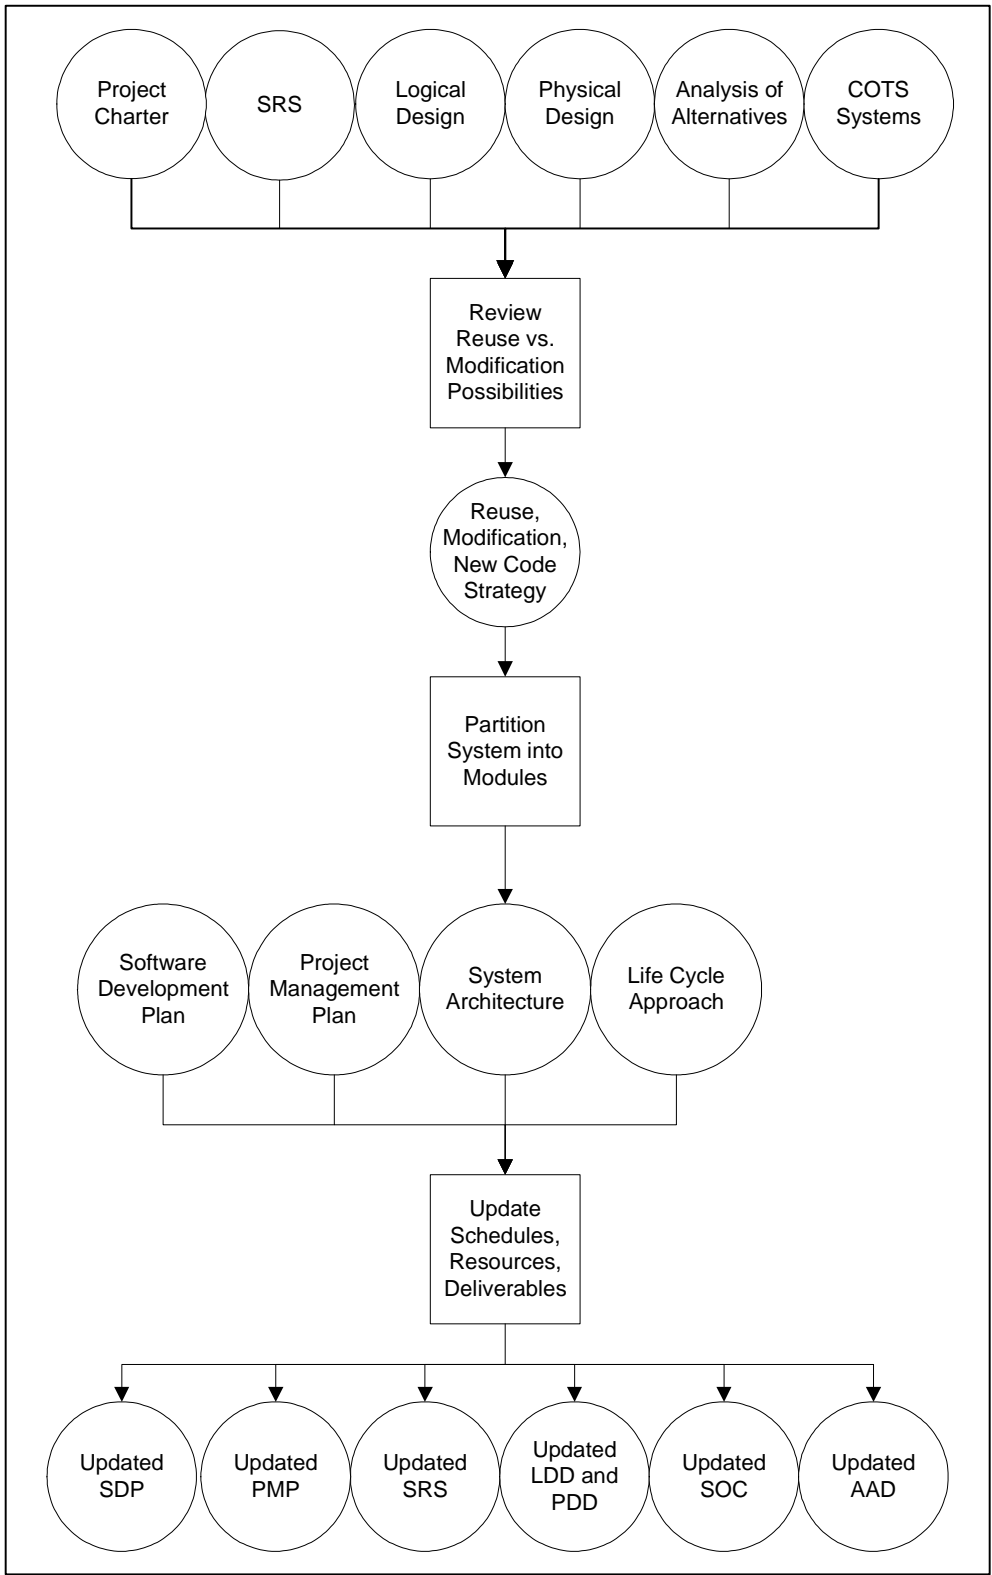 Project
Charter
SRS
Logical
Design
Physical
Design
Analysis of
Alternatives
COTS
Systems
Review
Reuse vs.
Modification
Possibilities
Reuse,
Modification,
New Code
Strategy
Partition
System into
Modules
Software
Development
Plan
Project
Management
Plan
System
Architecture
Life Cycle
Approach
Update
Schedules,
Resources,
Deliverables
Updated
SDP
Updated
PMP
Updated
SRS
Updated
LDD and
PDD
Updated
SOC
Updated
AAD